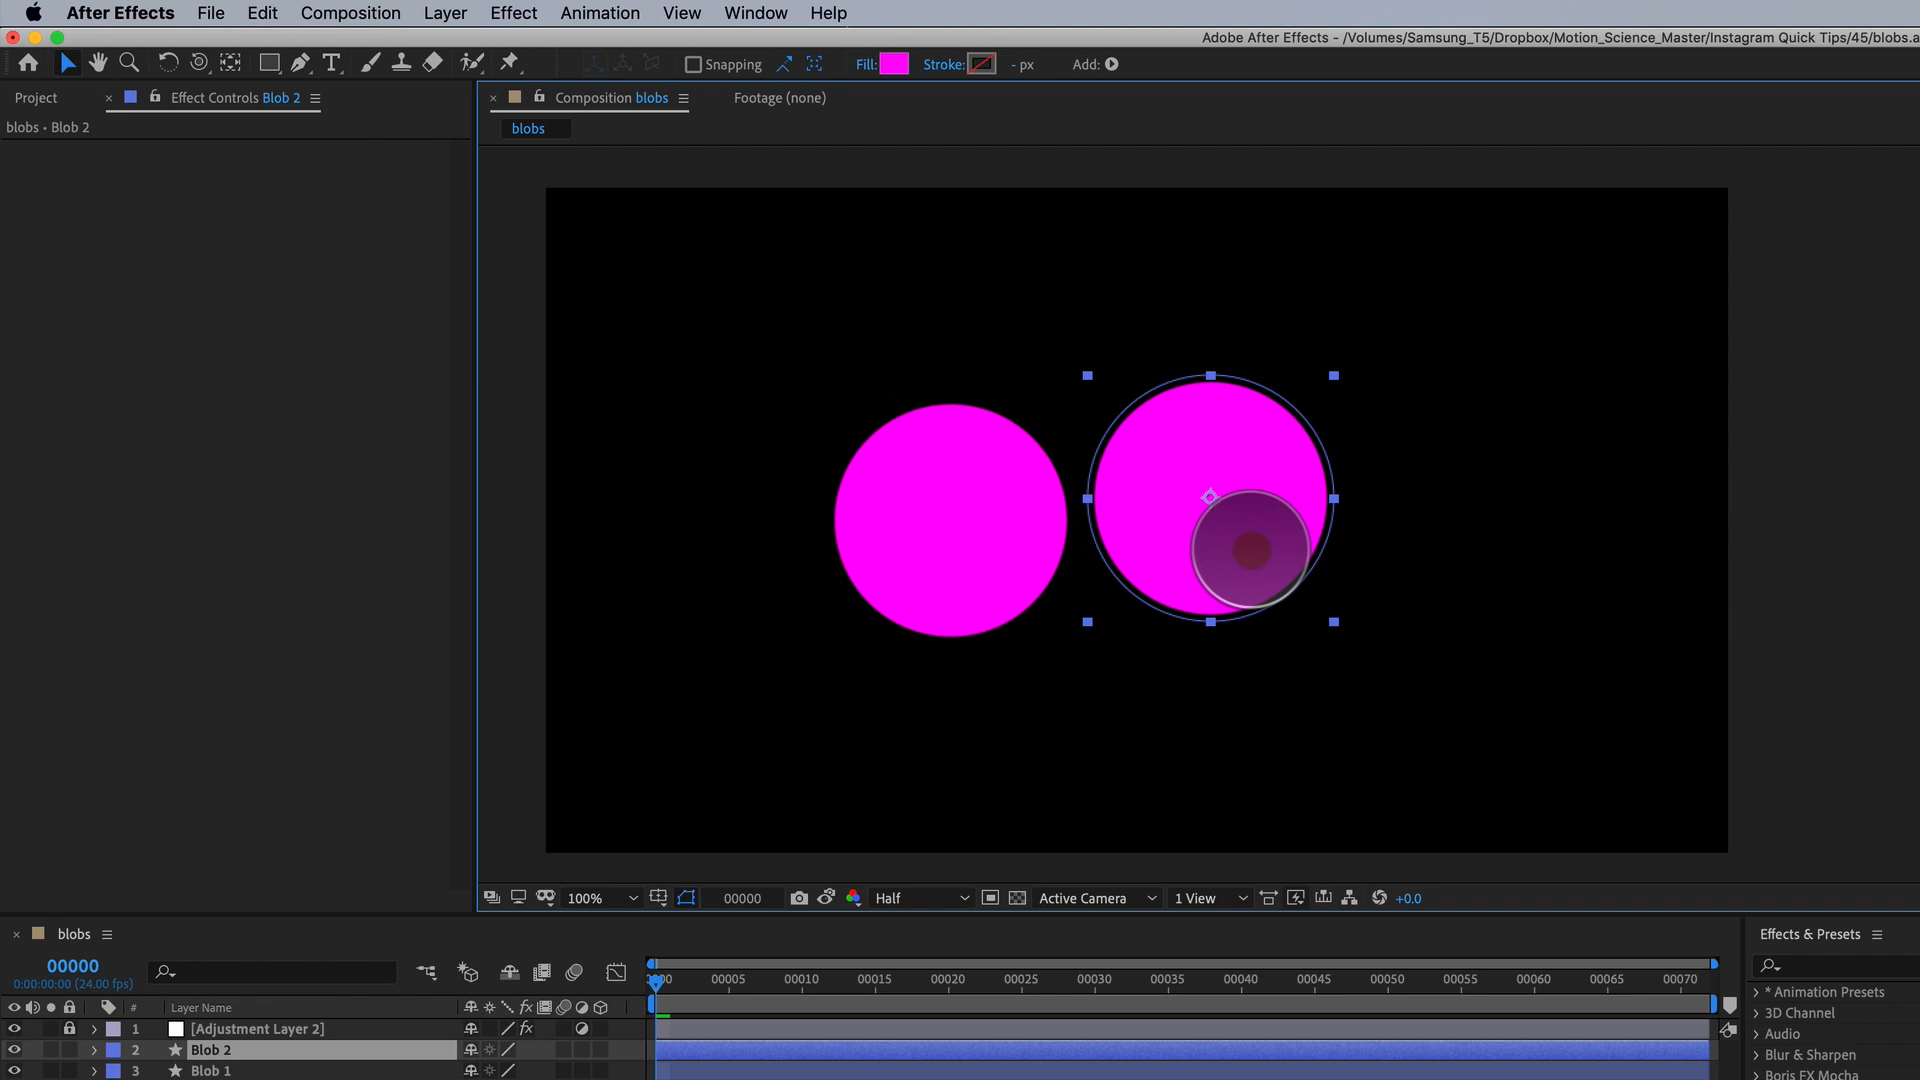 After Effects File Edit Composition Layer Effect Animation View Window Help
Adobe After Effects - /Volumes/Samsung_T5/Dropbox/Motion_Science_Master/Instagram Quick Tips/45/blobs.a
Snapping Fill: Stroke: - px Add:
Project × Effect Controls Blob 2 × Composition blobs Footage (none)
blobs • Blob 2 blobs
100% 00000 Half Active Camera 1 View +0.0
× blobs Effects & Presets
00000
0:00:00:00 (24.00 fps)
00005 00010 00015 00020 00025 00030 00035 00040 00045 00050 00055 00060 00065 00070
# Layer Name
* Animation Presets
3D Channel
1 [Adjustment Layer 2] fx
Audio
2 Blob 2
Blur & Sharpen
3 Blob 1
Boris FX Mocha